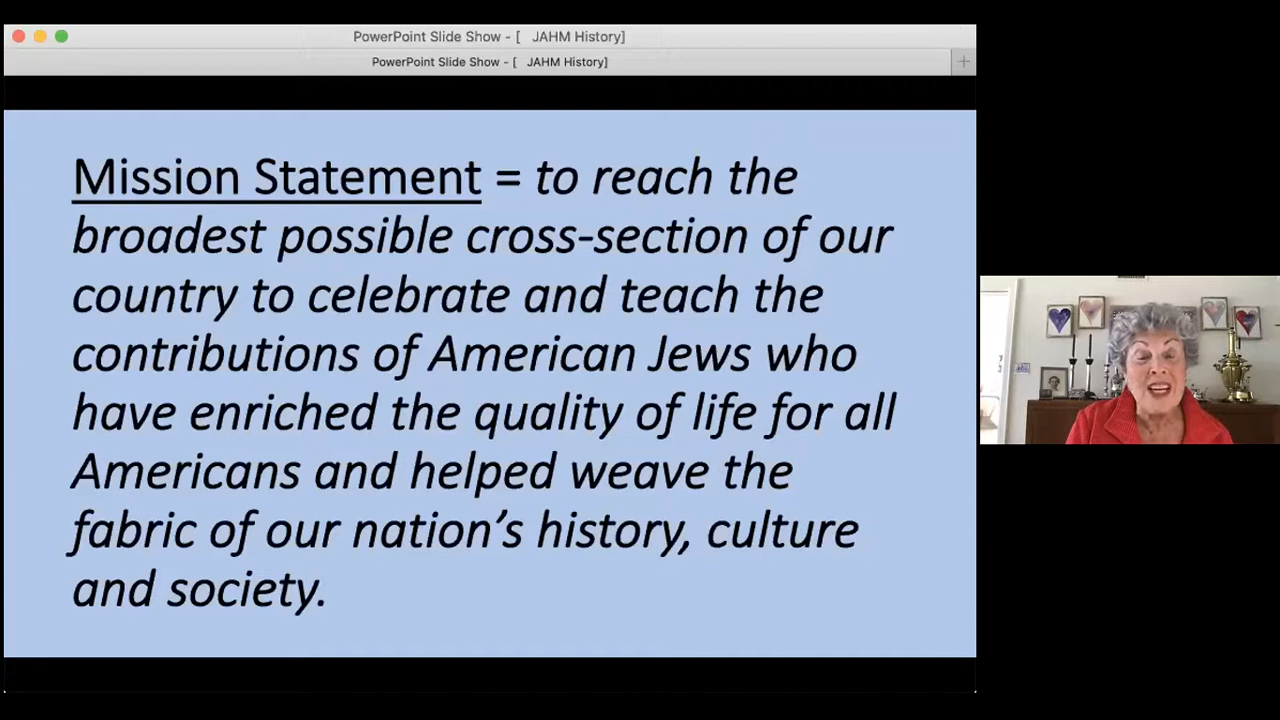 PowerPoint Slide Show - [ JAHM History]
PowerPoint Slide Show - [ JAHM History]
Mission Statement = to reach the
broadest possible cross-section of our
country to celebrate and teach the
contributions of American Jews who
have enriched the quality of life for all
Americans and helped weave the
fabric of our nation’s history, culture
and society.